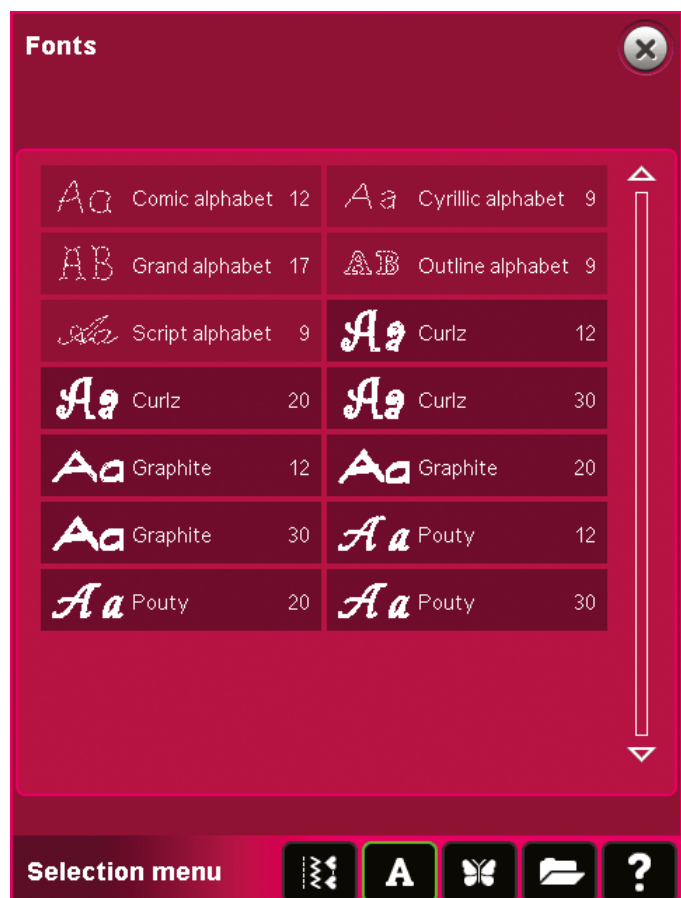 Fonts
Aa Comic alphabet 12 Aa Cyrillic alphabet 9
AB Grand alphabet 17 AB Outline alphabet 9
Aa Script alphabet 9 Aa Curlz 12
Aa Curlz 20 Aa Curlz 30
Aa Graphite 12 Aa Graphite 20
Aa Graphite 30 Aa Pouty 12
Aa Pouty 20 Aa Pouty 30
Selection menu A ?